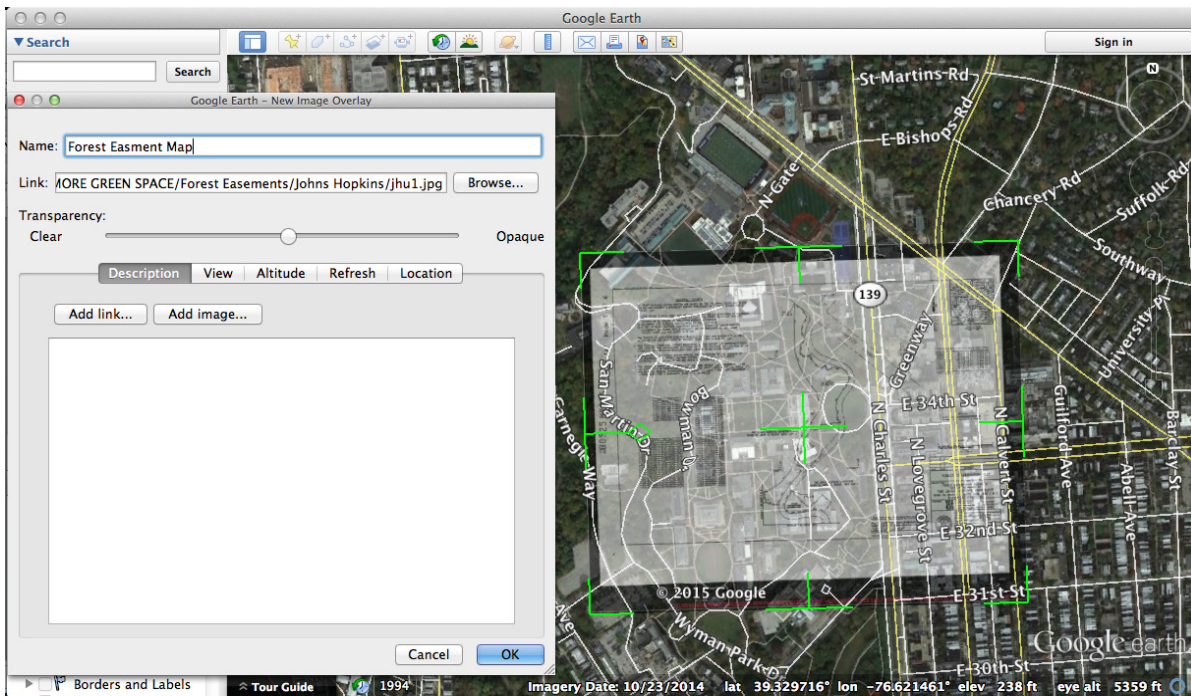 Google Earth
Search
Search
Sign in
Google Earth – New Image Overlay
Name: Forest Easment Map
Link: MORE GREEN SPACE/Forest Easements/Johns Hopkins/jhu1.jpg Browse...
Transparency:
Clear Opaque
Description View Altitude Refresh Location
Add link... Add image...
Cancel OK
Borders and Labels
N
St Martins Rd
E Bishops Rd
N Gate
Chancery Rd
Suffolk Rd
Southway
139
University Pl
Greenway
San Martin Dr
Bowman D.
E 34th St
Carnegie Way
N Charles St
N Lovegrove St
N Calvert St
Guilford Ave
Abell Ave
Barclay St
E 32nd St
© 2015 Google
E 31st St
Ave
Wyman Park D
Google earth
E 30th St
Tour Guide 1994 Imagery Date: 10/23/2014 lat 39.329716° lon -76.621461° elev 238 ft eye alt 5359 ft